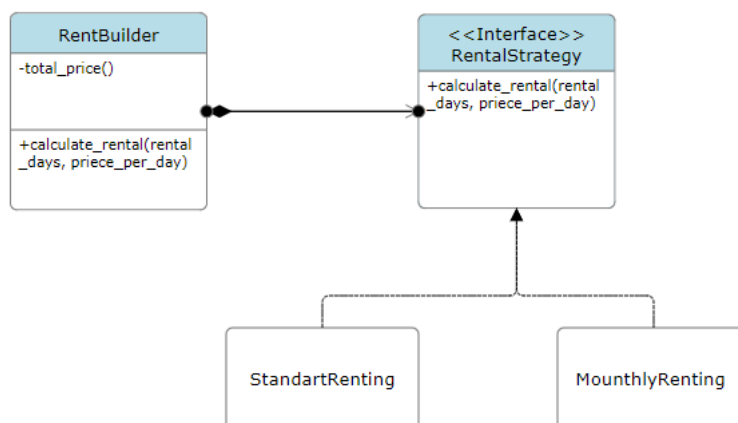 RentBuilder
-total_price()
+calculate_rental(rental
_days, priece_per_day)
<<Interface>>
RentalStrategy
+calculate_rental(rental
_days, priece_per_day)
StandartRenting
MounthlyRenting